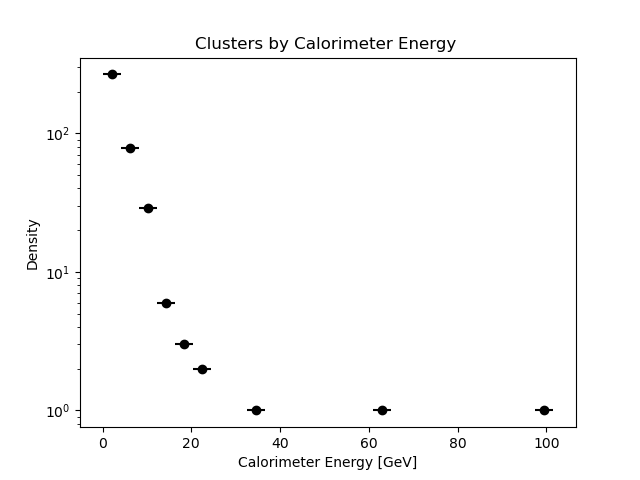 Clusters by Calorimeter Energy
Density
10²
10¹
10⁰
0 20 40 60 80 100
Calorimeter Energy [GeV]